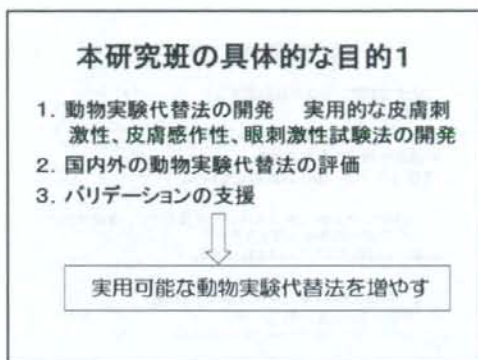 本研究班の具体的な目的1
1. 動物実験代替法の開発　実用的な皮膚刺
激性、皮膚感作性、眼刺激性試験法の開発
2. 国内外の動物実験代替法の評価
3. バリデーションの支援
実用可能な動物実験代替法を増やす